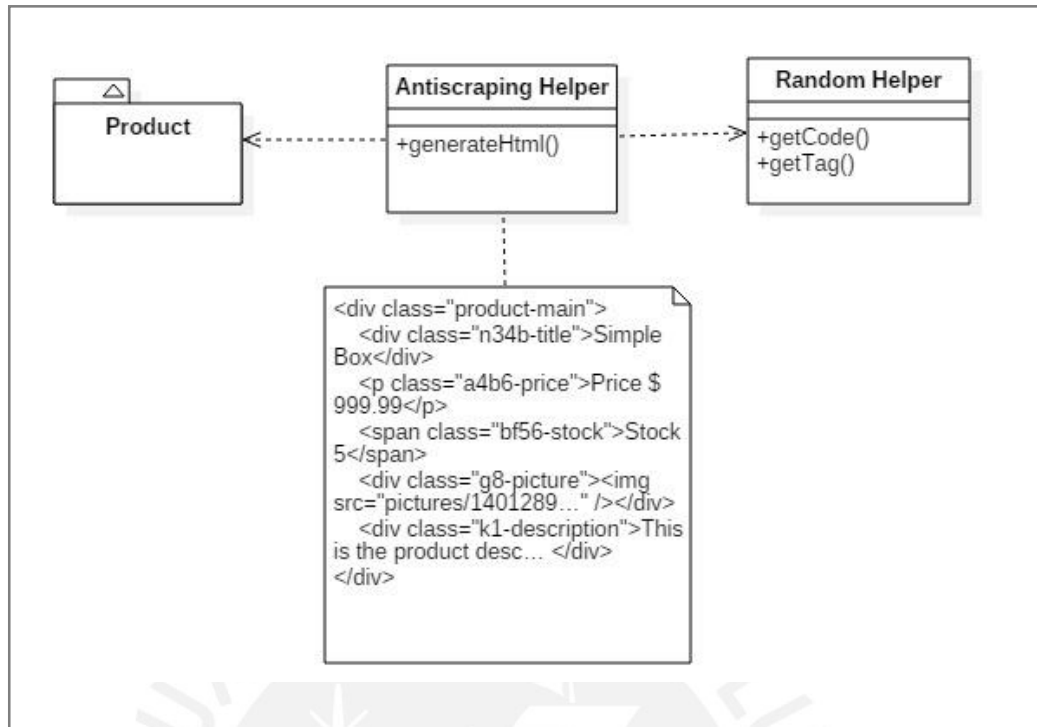 Product
Antiscraping Helper
+generateHtml()
Random Helper
+getCode()
+getTag()
<div class="product-main">
<div class="n34b-title">Simple
Box</div>
<p class="a4b6-price">Price $
999.99</p>
<span class="bf56-stock">Stock
5</span>
<div class="g8-picture"><img
src="pictures/1401289…" /></div>
<div class="k1-description">This
is the product desc… </div>
</div>